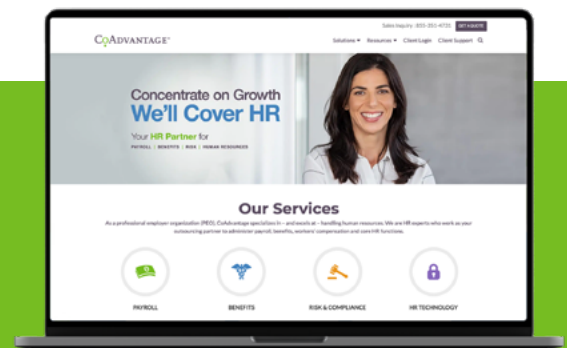 Sales Inquiry : 855-351-4731 GET A QUOTE
CoAdvantage
Solutions Resources Client Login Client Support
Concentrate on Growth
We'll Cover HR
Your HR Partner for
PAYROLL | BENEFITS | RISK | HUMAN RESOURCES
Our Services
As a professional employer organization (PEO), CoAdvantage specializes in – and excels at – handling human resources. We are HR experts who work as your
outsourcing partner to administer payroll, benefits, workers' compensation and core HR functions.
PAYROLL BENEFITS RISK & COMPLIANCE HR TECHNOLOGY